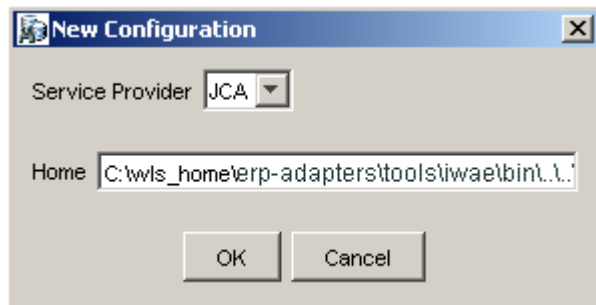 New Configuration
Service Provider JCA
Home C:\wls_home\erp-adapters\tools\iwae\bin\..\..
OK Cancel